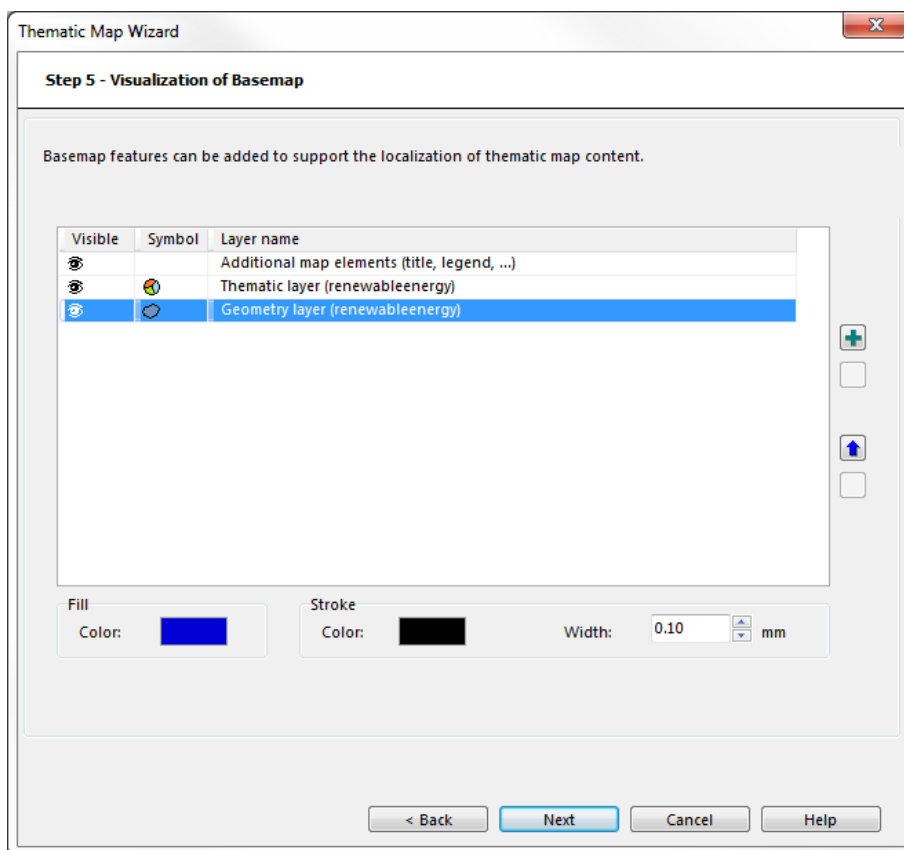 Thematic Map Wizard
Step 5 - Visualization of Basemap
Basemap features can be added to support the localization of thematic map content.
Visible Symbol Layer name
Additional map elements (title, legend, ...)
Thematic layer (renewableenergy)
Geometry layer (renewableenergy)
Fill Stroke
Color: Color: Width: 0.10 mm
< Back Next Cancel Help